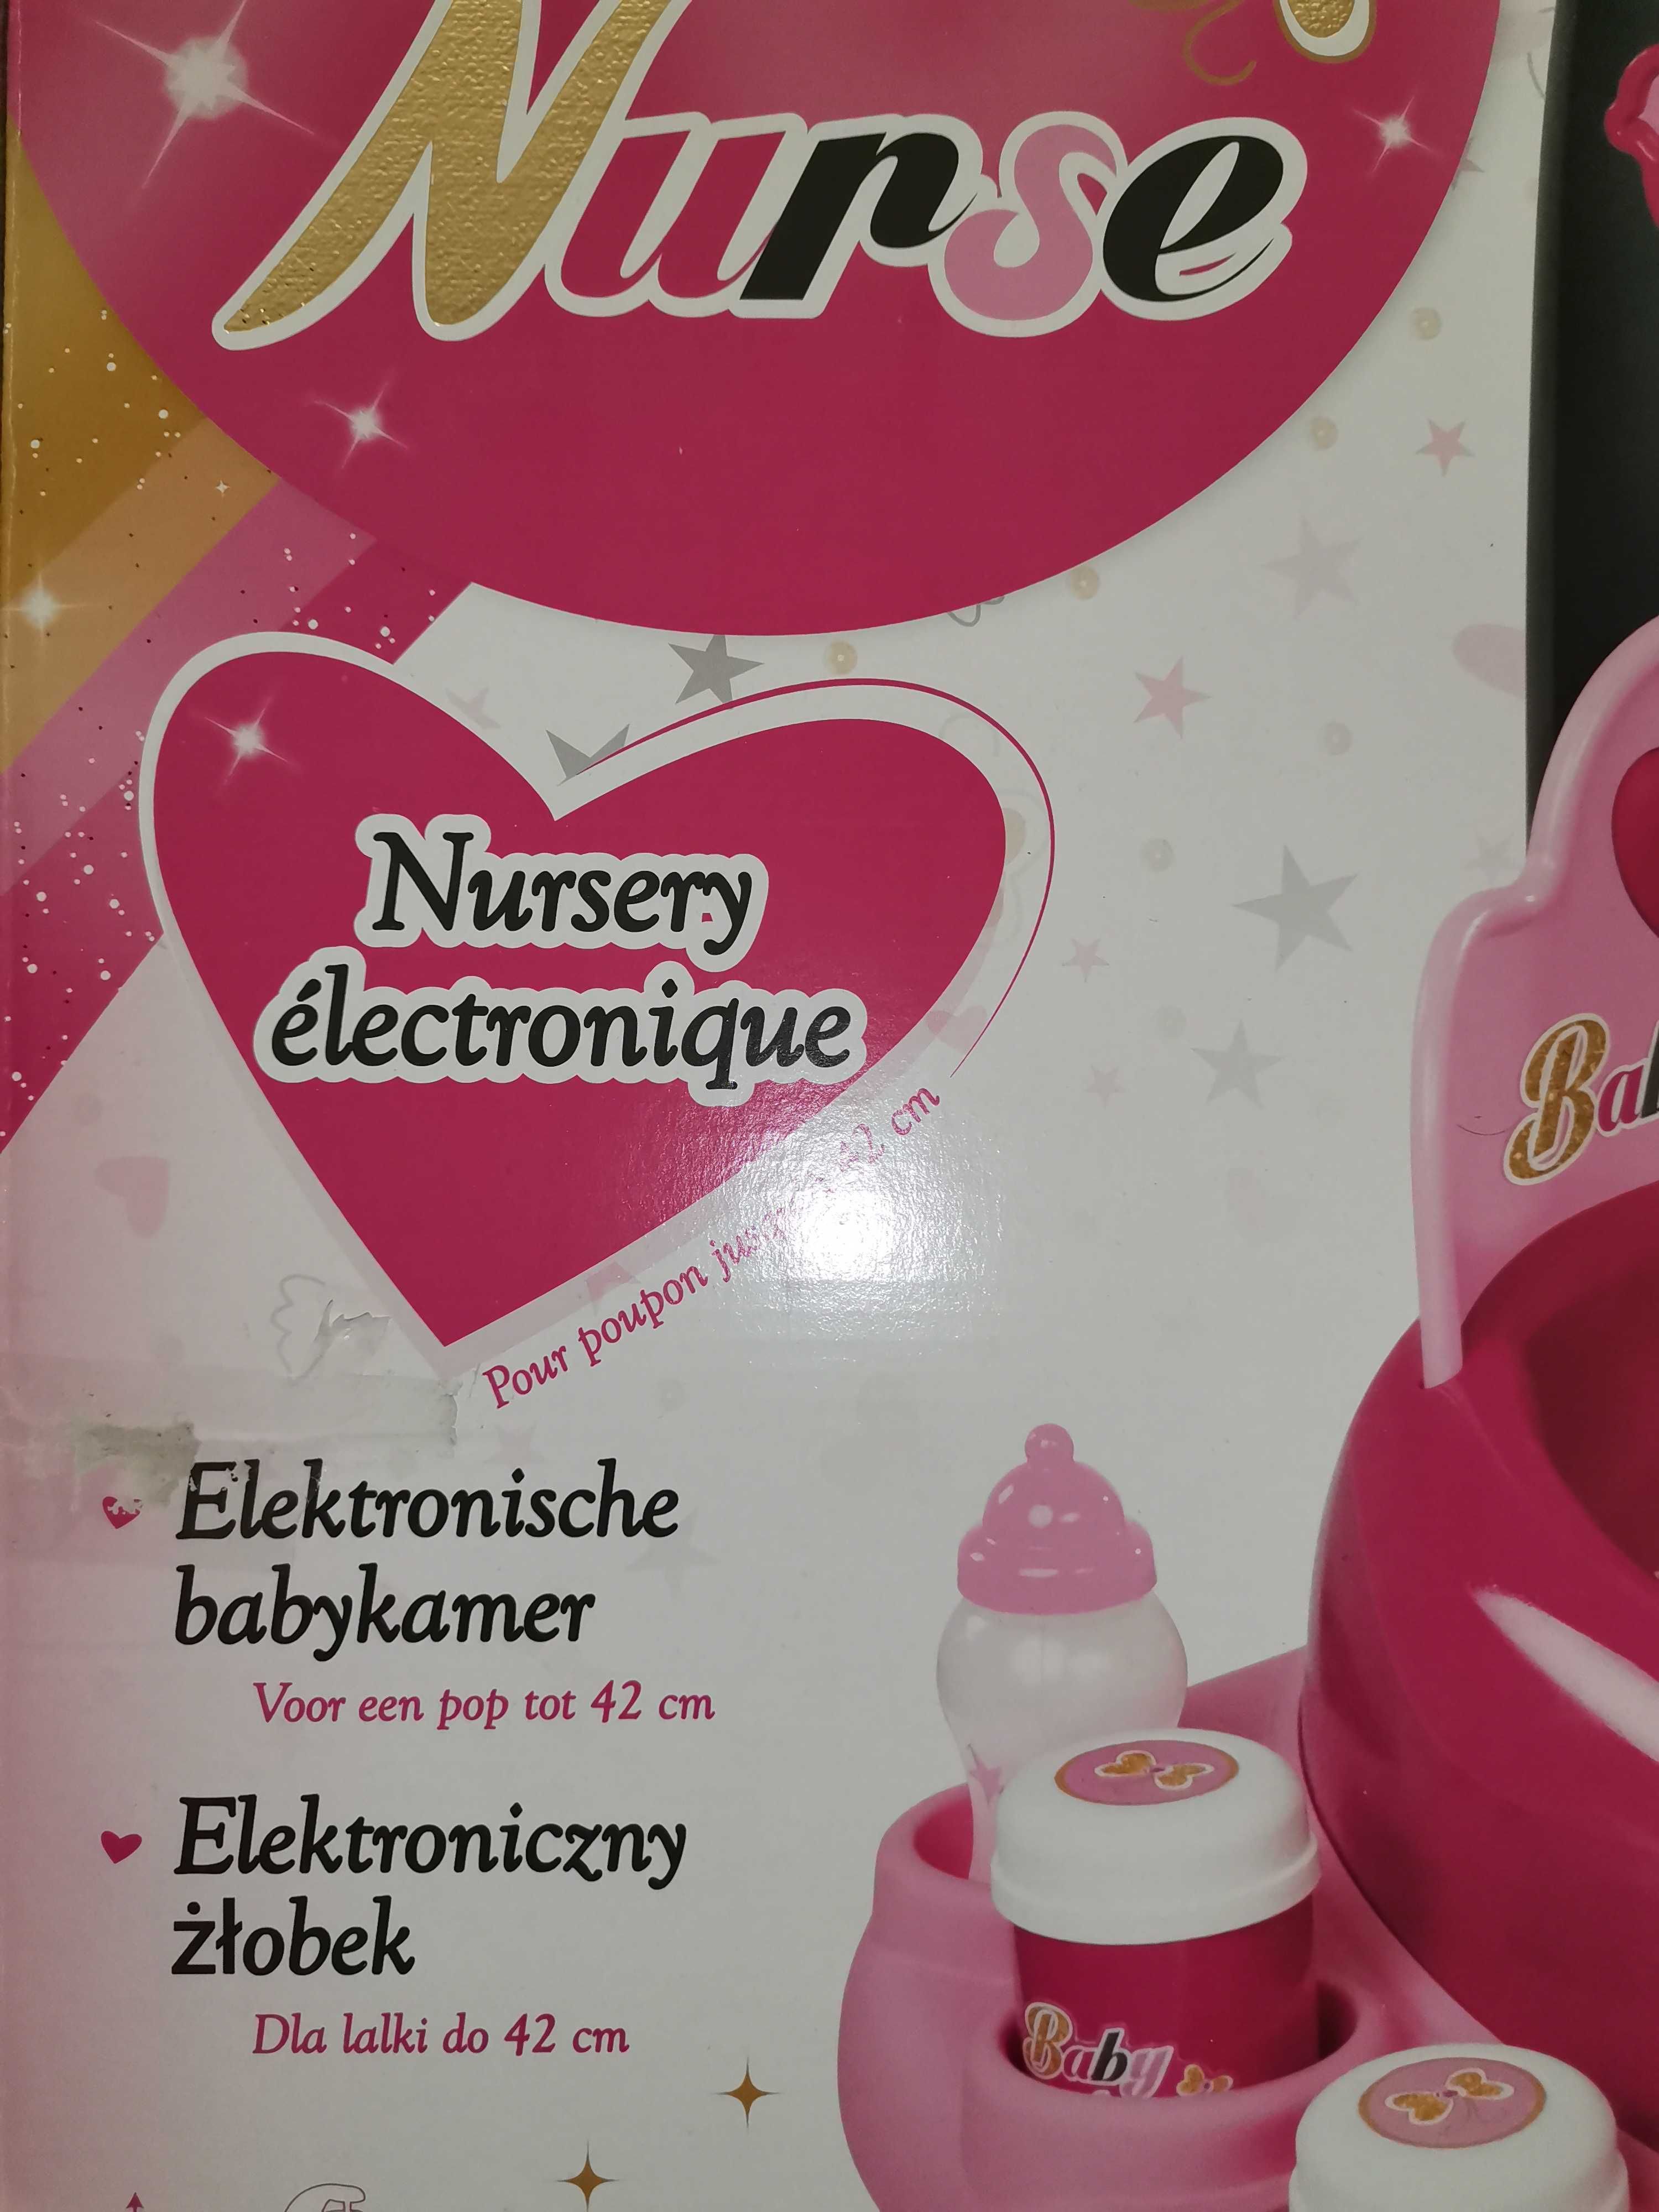 Nurse
Nursery
électronique
Pour poupon 42 cm
Elektronische
babykamer
Voor een pop tot 42 cm
Elektroniczny
żłobek
Dla lalki do 42 cm
Baby